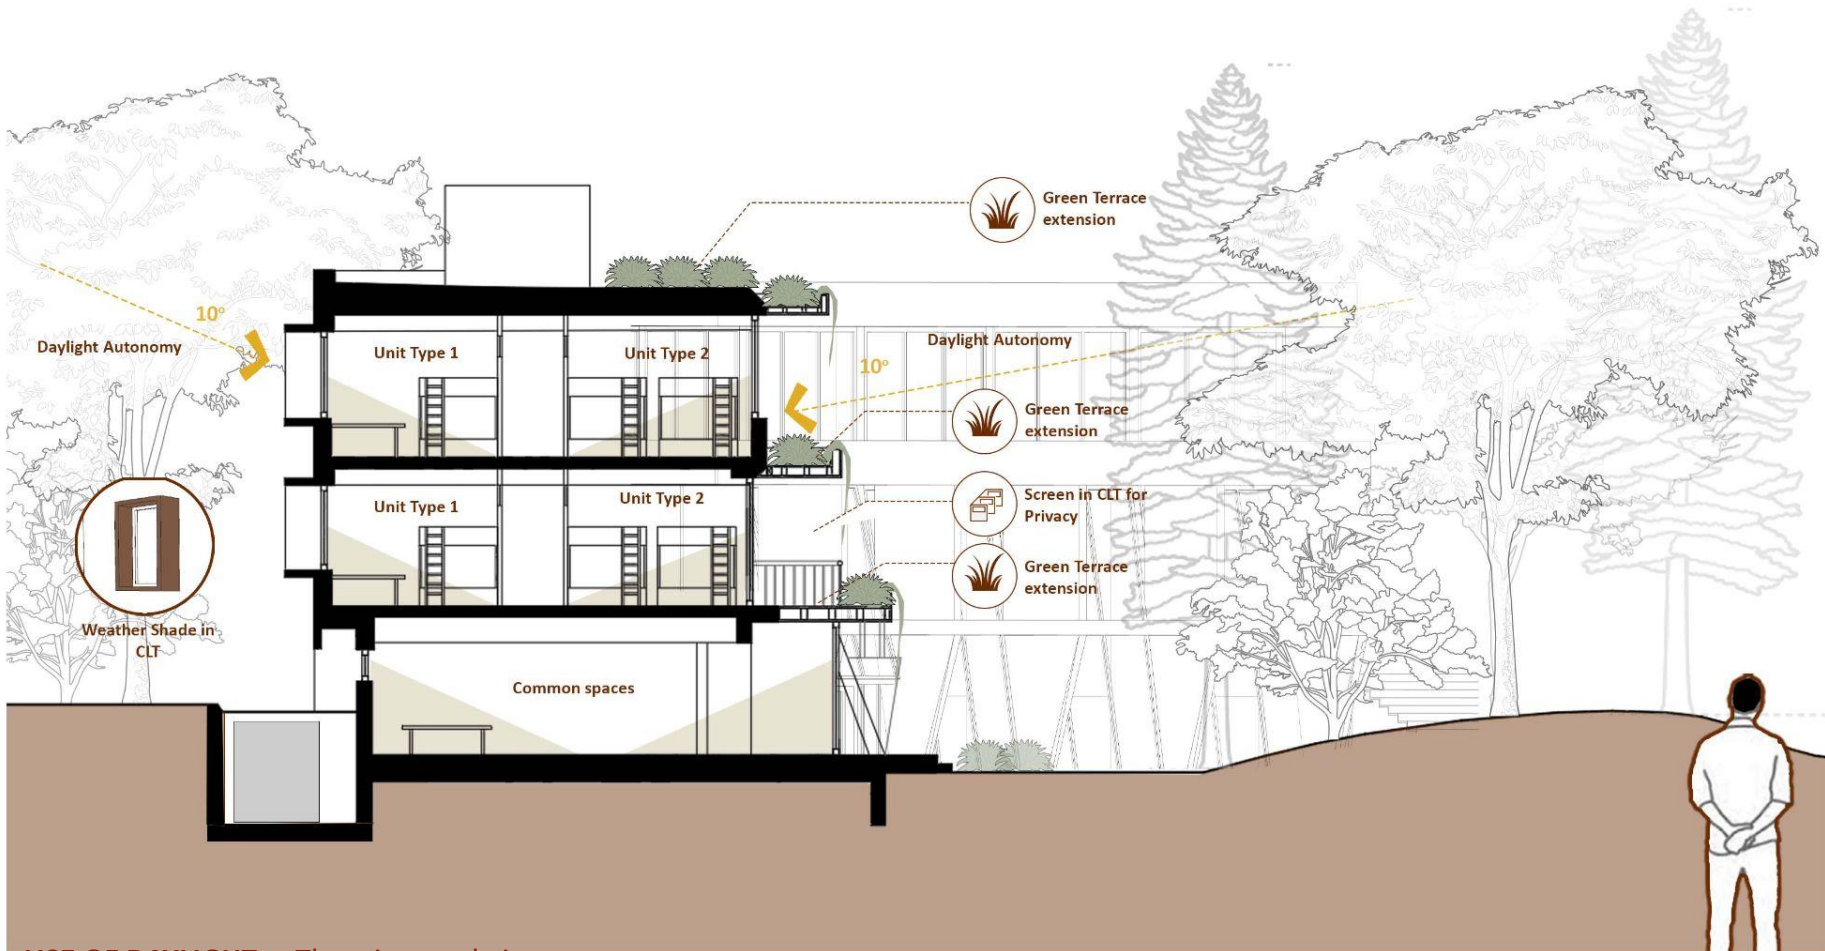 Green Terrace
extension
10°
Daylight Autonomy
Unit Type 1
Unit Type 2
Daylight Autonomy
10°
Green Terrace
extension
Unit Type 1
Unit Type 2
Screen in CLT for
Privacy
Green Terrace
extension
Weather Shade in
CLT
Common spaces